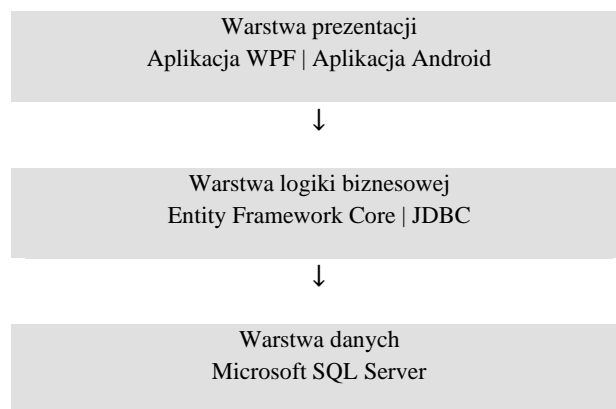 Warstwa prezentacji
Aplikacja WPF | Aplikacja Android
↓
Warstwa logiki biznesowej
Entity Framework Core | JDBC
↓
Warstwa danych
Microsoft SQL Server